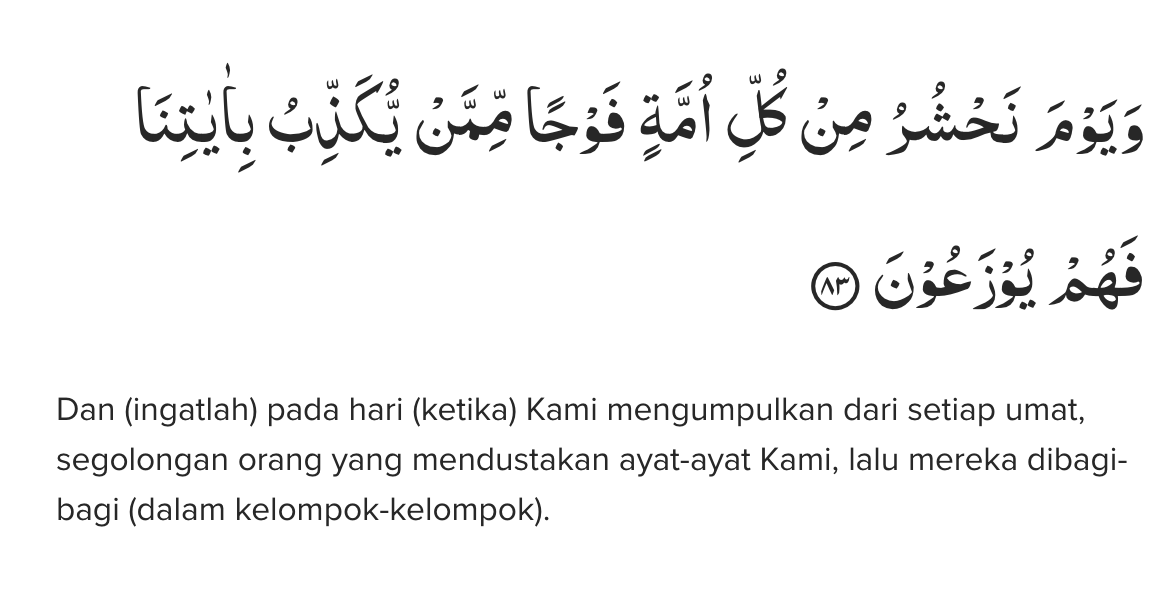 وَيَوْمَ نَحْشُرُ مِنْ كُلِّ اُمَّةٍ فَوْجًا مِّمَّنْ يُّكَذِّبُ بِاٰيٰتِنَا
فَهُمْ يُوْزَعُوْنَ ٨٣
Dan (ingatlah) pada hari (ketika) Kami mengumpulkan dari setiap umat,
segolongan orang yang mendustakan ayat-ayat Kami, lalu mereka dibagi-
bagi (dalam kelompok-kelompok).